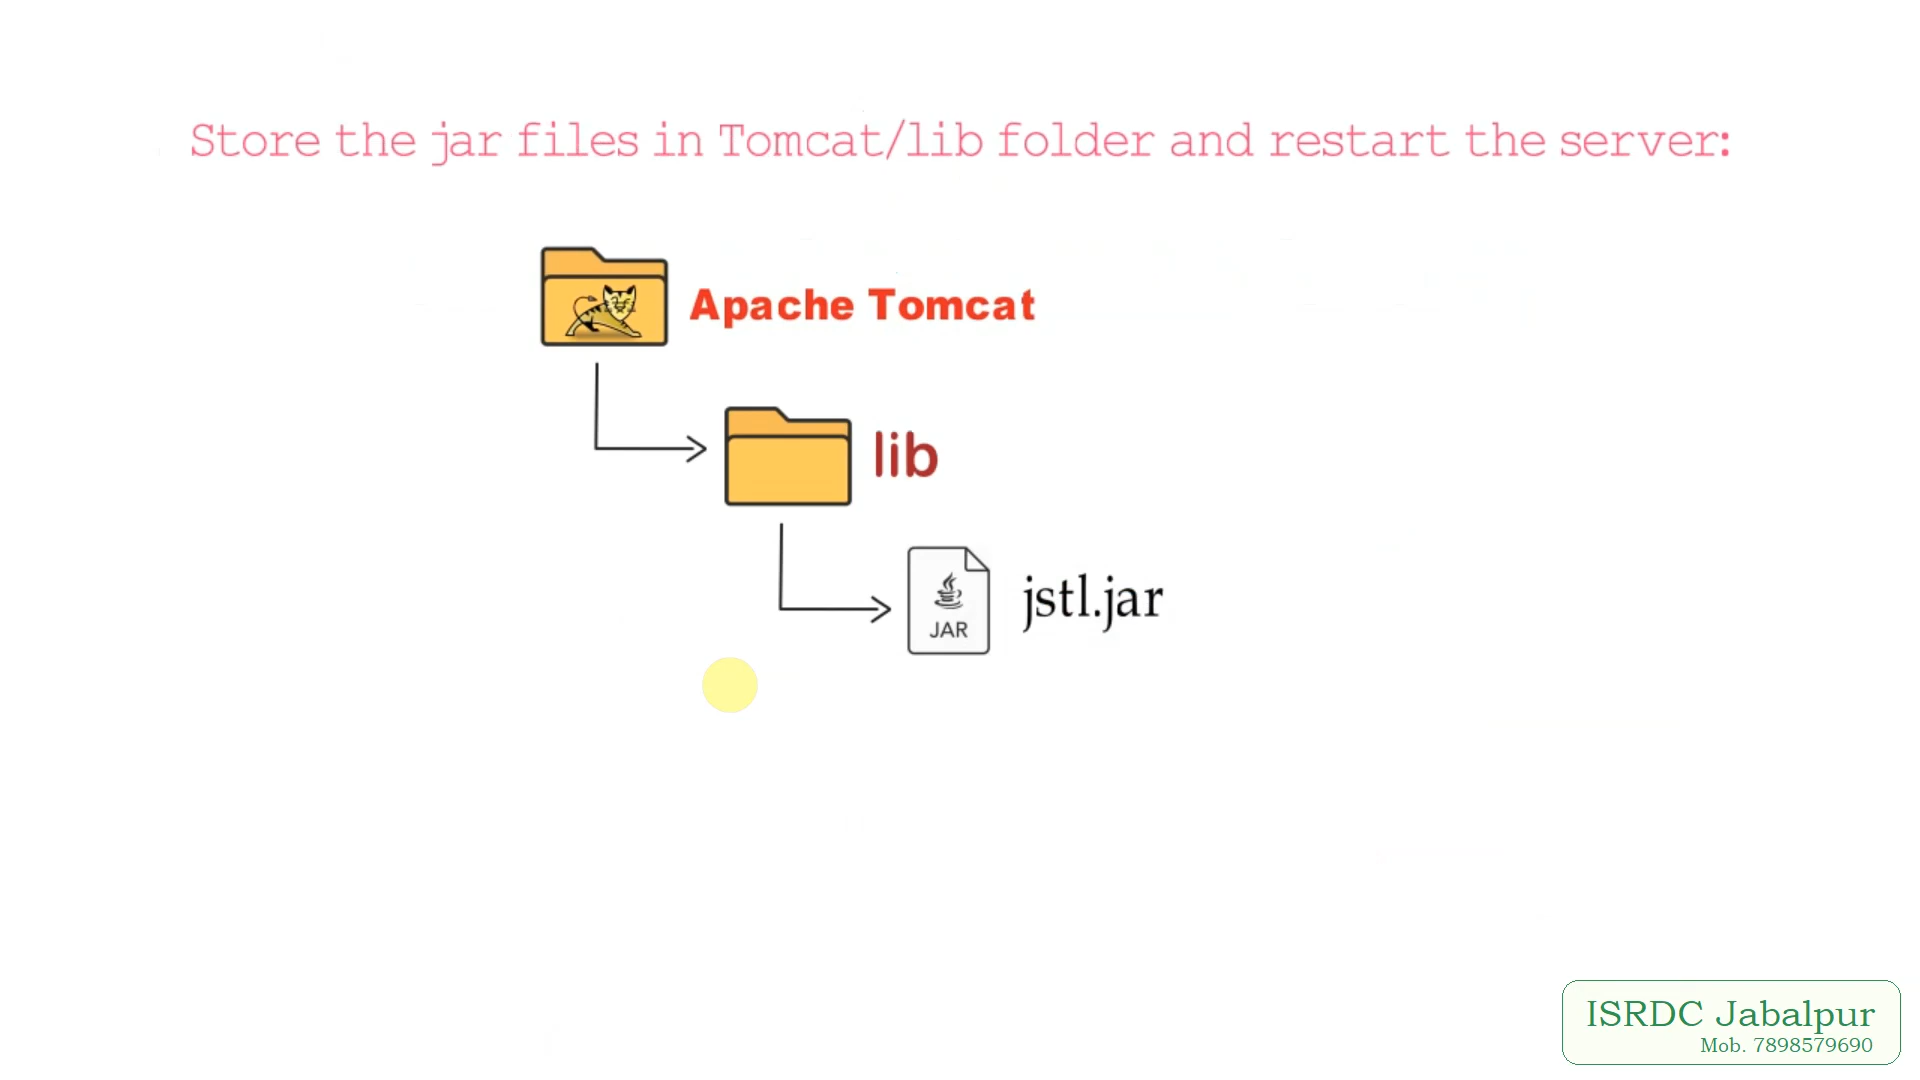 Store the jar files in Tomcat/lib folder and restart the server:
Apache Tomcat
lib
JAR
jstl.jar
ISRDC Jabalpur
Mob. 7898579690